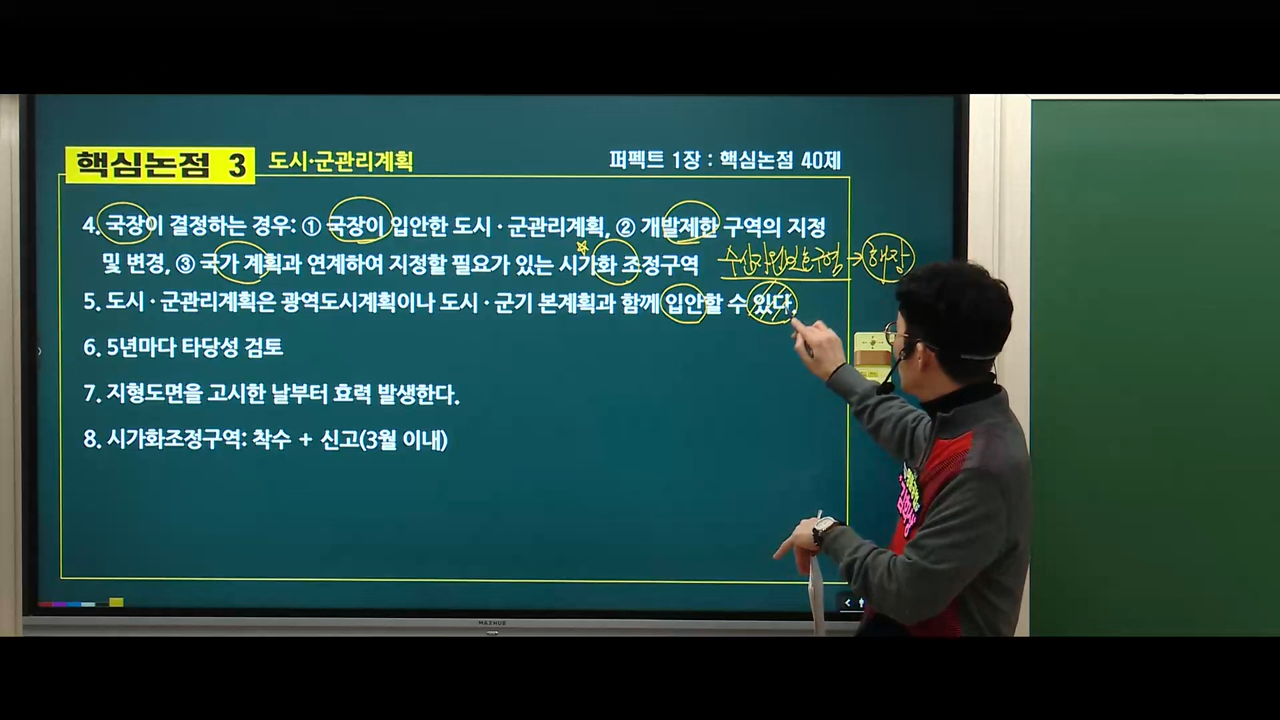 핵심논점 3 도시·군관리계획 퍼펙트 1장 : 핵심논점 40제
4. 국장이 결정하는 경우: ① 국장이 입안한 도시·군관리계획, ② 개발제한 구역의 지정
및 변경, ③ 국가 계획과 연계하여 지정할 필요가 있는 시가화 조정구역 수산자원보호구역 → 해장
5. 도시·군관리계획은 광역도시계획이나 도시·군기 본계획과 함께 입안할 수 있다.
6. 5년마다 타당성 검토
7. 지형도면을 고시한 날부터 효력 발생한다.
8. 시가화조정구역: 착수 + 신고(3월 이내)
MAXHUB